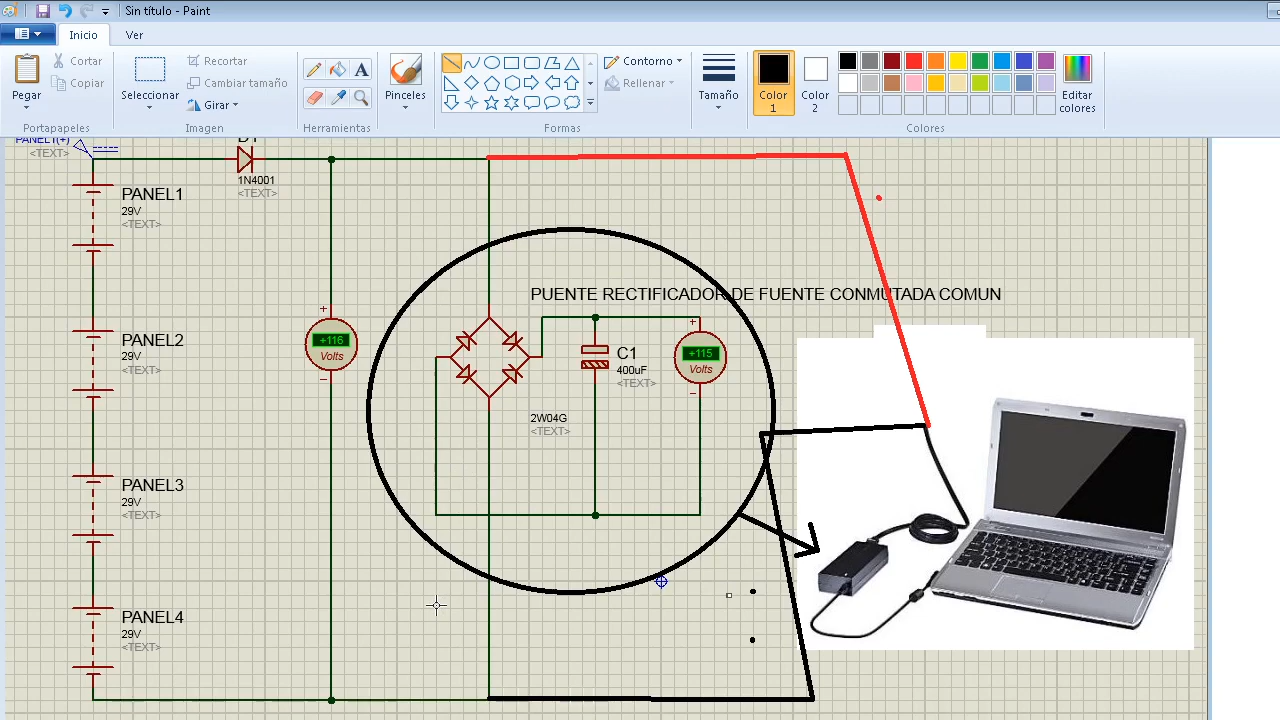 Sin título - Paint
Inicio
Ver
Pegar
Cortar
Copiar
Portapapeles
Seleccionar
Cambiar tamaño
Girar
Imagen
A
Herramientas
Pinceles
Contorno
Rellenar
Formas
Tamaño
Color 1
Color 2
Editar colores
Colores
PANEL1(+)
<TEXT>
D1
1N4001
<TEXT>
PANEL1
29V
<TEXT>
PUENTE RECTIFICADOR DE FUENTE CONMUTADA COMUN
+
+116
Volts
−
PANEL2
29V
<TEXT>
+
+115
Volts
−
C1
400uF
<TEXT>
2W04G
<TEXT>
PANEL3
29V
<TEXT>
PANEL4
29V
<TEXT>